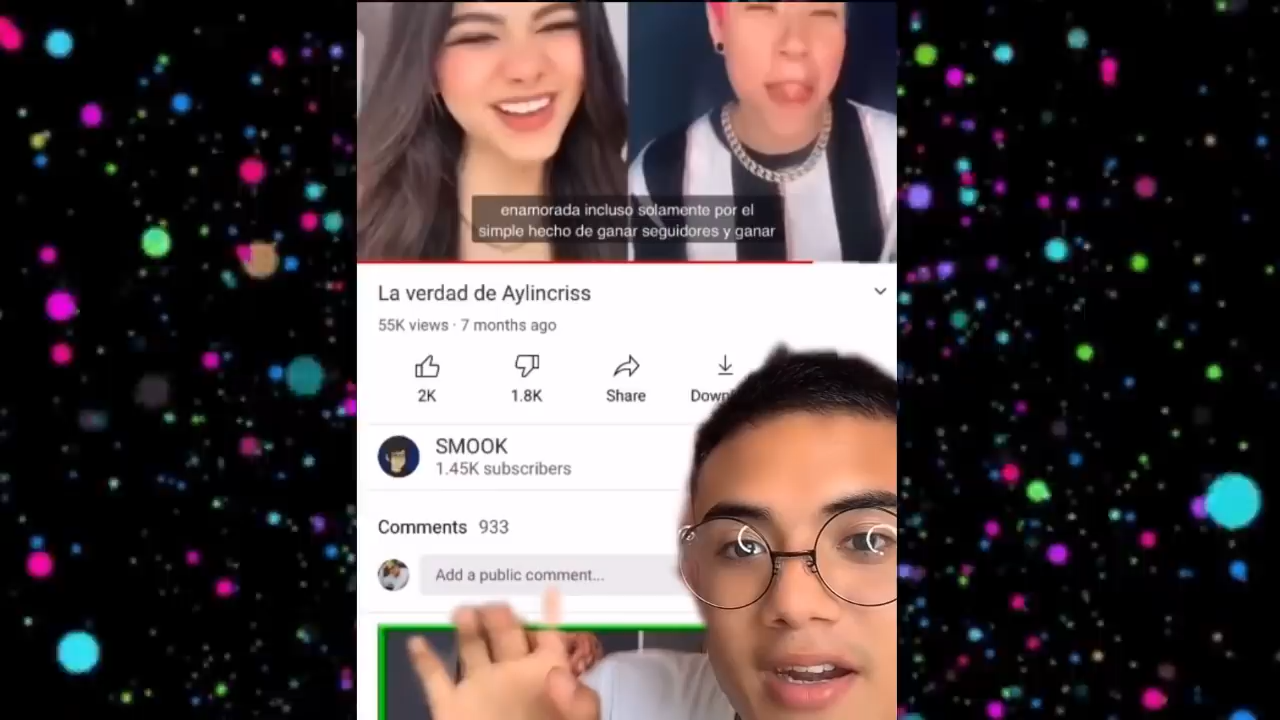 enamorada incluso solamente por el
simple hecho de ganar seguidores y ganar
La verdad de Aylincriss
55K views · 7 months ago
2K
1.8K
Share
SMOOK
1.45K subscribers
Comments 933
Add a public comment...